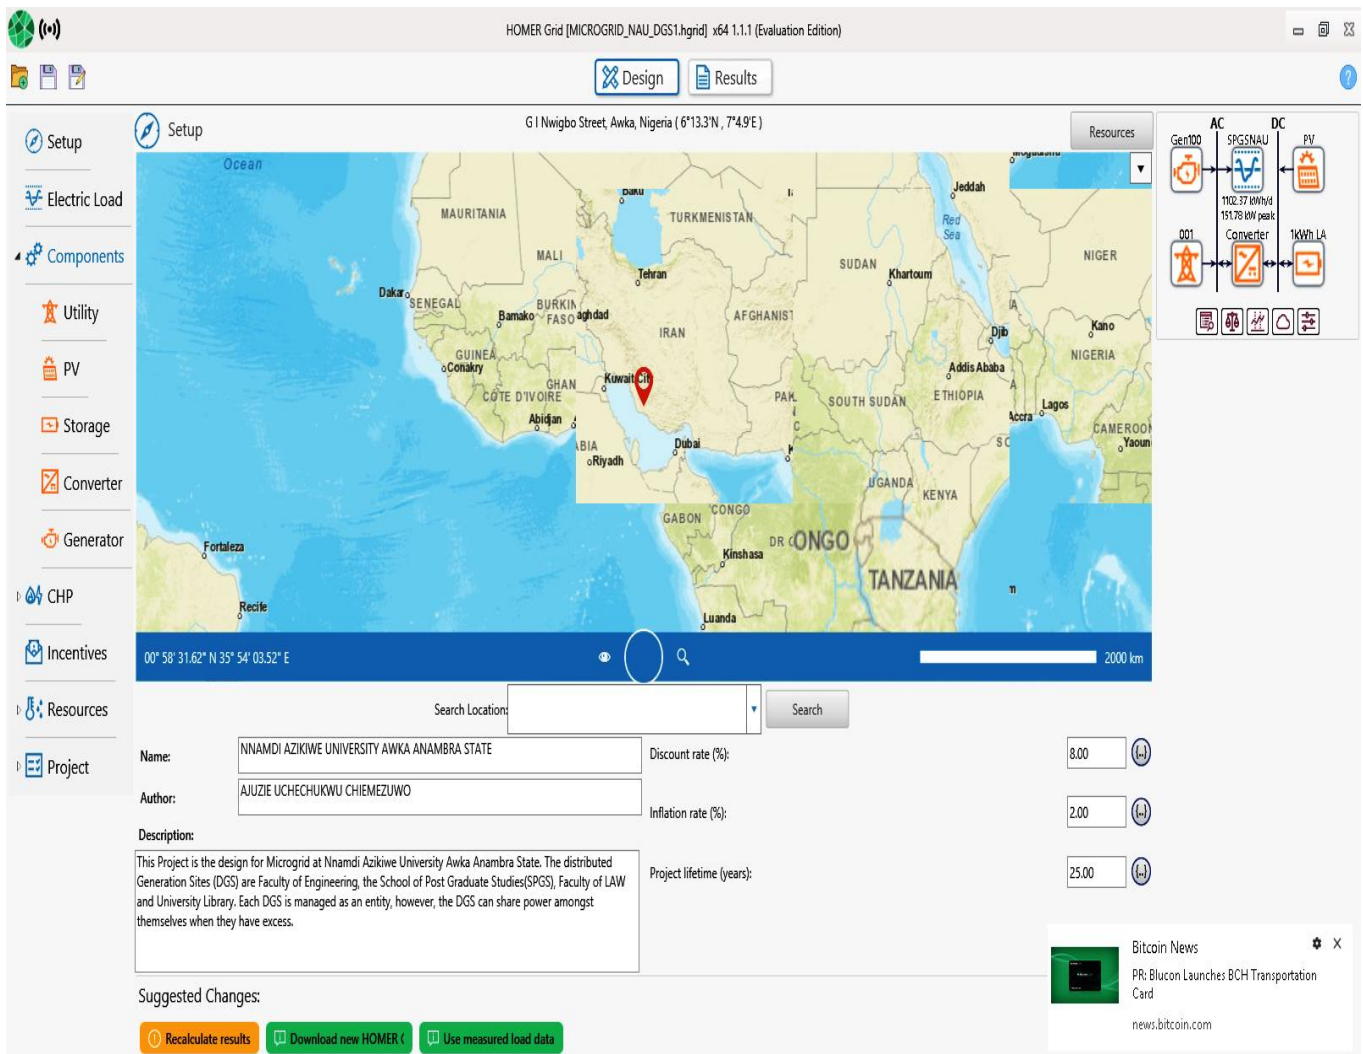 HOMER Grid [MICROGRID_NAU_DGS1.hgrid] x64 1.1.1 (Evaluation Edition)
Design
Results
?
Setup
Electric Load
Components
Utility
PV
Storage
Converter
Generator
CHP
Incentives
Resources
Project
Setup
G I Nwigbo Street, Awka, Nigeria ( 6°13.3'N , 7°4.9'E )
Resources
Ocean
MAURITANIA
MALI
Dakar
SENEGAL
Bamako
BURKIN
FASO
GUINEA
Conakry
GHAN
COTE D'IVOIRE
Abidjan
Baku
TURKMENISTAN
Tehran
aghdad
AFGHANIST
IRAN
Kuwait City
PAK
ABIA
Riyadh
Dubai
Jeddah
Red
Sea
SUDAN
Khartoum
Djib
Addis Ababa
SOUTH SUDAN
ETHIOPIA
UGANDA
KENYA
Mogadishu
NIGER
Kano
NIGERIA
Accra
Lagos
CAMEROON
Yaoun
GABON
CONGO
DR C
ONGO
Kinshasa
TANZANIA
Luanda
Fortaleza
Recife
00° 58' 31.62" N 35° 54' 03.52" E
2000 km
Search Location:
Search
Name:
NNAMDI AZIKIWE UNIVERSITY AWKA ANAMBRA STATE
Author:
AJUZIE UCHECHUKWU CHIEMEZUWO
Description:
This Project is the design for Microgrid at Nnamdi Azikiwe University Awka Anambra State. The distributed
Generation Sites (DGS) are Faculty of Engineering, the School of Post Graduate Studies(SPGS), Faculty of LAW
and University Library. Each DGS is managed as an entity, however, the DGS can share power amongst
themselves when they have excess.
Discount rate (%):
8.00
{..}
Inflation rate (%):
2.00
{..}
Project lifetime (years):
25.00
{..}
Suggested Changes:
Recalculate results
Download new HOMER (
Use measured load data
AC
DC
Gen100
SPGSNAU
PV
1102.37 kWh/d
151.78 kW peak
001
Converter
1kWh LA
Bitcoin News
PR: Blucon Launches BCH Transportation
Card
news.bitcoin.com